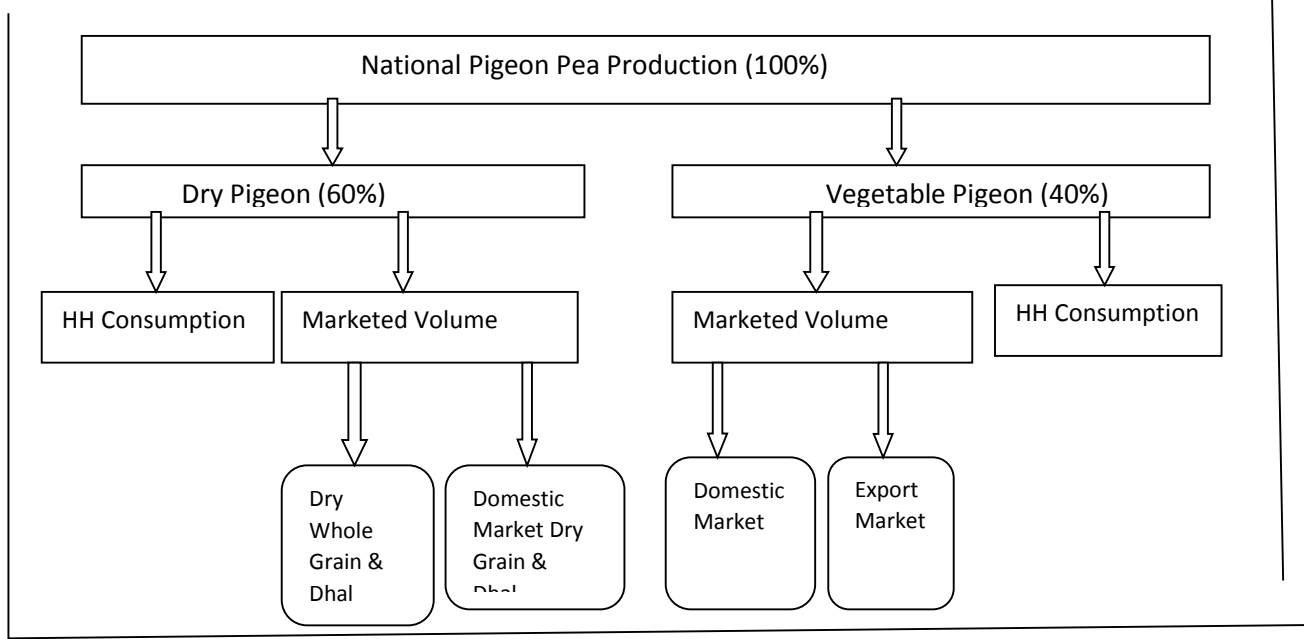 National Pigeon Pea Production (100%)
Dry Pigeon (60%)
Vegetable Pigeon (40%)
HH Consumption
Marketed Volume
Marketed Volume
HH Consumption
Dry
Whole
Grain &
Dhal
Domestic
Market Dry
Grain &
Dhal
Domestic
Market
Export
Market